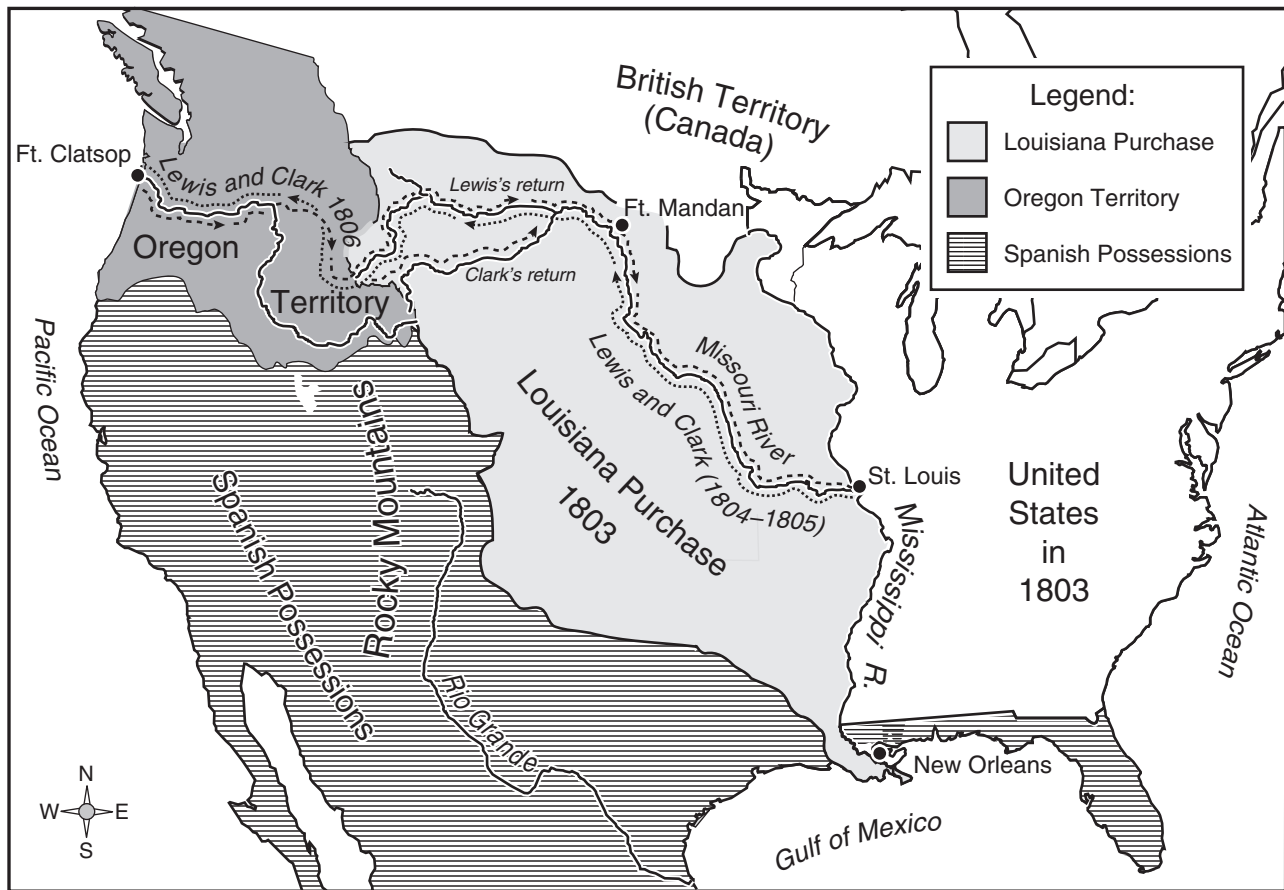 British Territory
(Canada)
Legend:
Louisiana Purchase
Oregon Territory
Spanish Possessions
Ft. Clatsop
Lewis and Clark 1806
Lewis's return
Ft. Mandan
Oregon
Territory
Clark's return
Pacific Ocean
Missouri River
Lewis and Clark (1804–1805)
Louisiana Purchase
1803
Rocky Mountains
Spanish Possessions
St. Louis
Mississippi R.
United
States
in
1803
Atlantic Ocean
Rio Grande
New Orleans
Gulf of Mexico
N
W
E
S